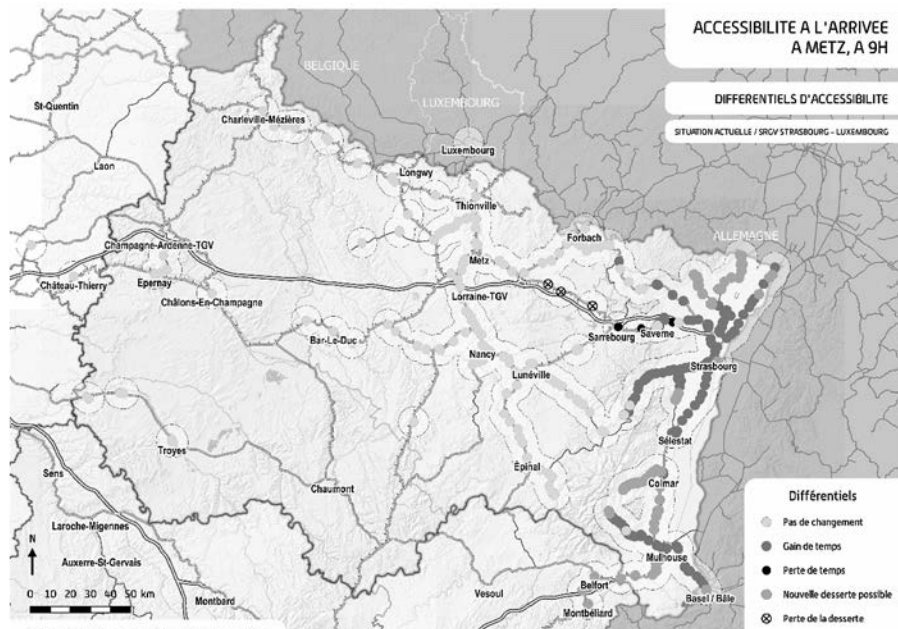 ACCESSIBILITE A L'ARRIVEE
A METZ, A 9H
DIFFERENTIELS D'ACCESSIBILITE
SITUATION ACTUELLE / SRGV STRASBOURG - LUXEMBOURG
BELGIQUE
LUXEMBOURG
St-Quentin
Charleville-Mézières
Luxembourg
Laon
Longwy
Thionville
Forbach
ALLEMAGNE
Champagne-Ardenne-TGV
Metz
Château-Thierry
Epernay
Lorraine-TGV
Châlons-En-Champagne
Sarrebourg
Saverne
Bar-Le-Duc
Nancy
Lunéville
Strasbourg
Troyes
Sélestat
Épinal
Sens
Chaumont
Colmar
Laroche-Migennes
Auxerre-St-Gervais
Mulhouse
Montbard
Vesoul
Belfort
Montbéliard
Basel / Bâle
N
0 10 20 30 40 50 km
Différentiels
Pas de changement
Gain de temps
Perte de temps
Nouvelle desserte possible
Perte de la desserte